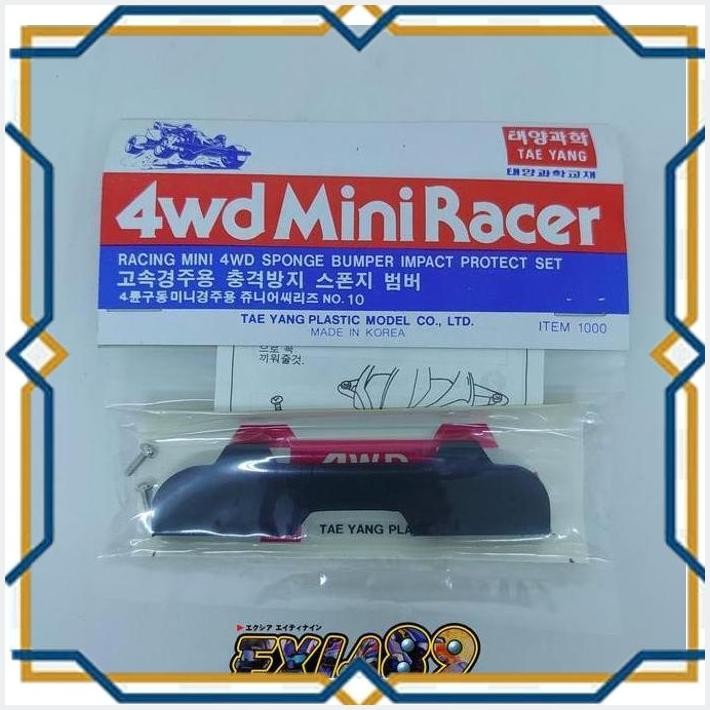 태양과학
TAE YANG
태양과학교재
4wd Mini Racer
RACING MINI 4WD SPONGE BUMPER IMPACT PROTECT SET
고속경주용 충격방지 스폰지 범버
4륜구동미니경주용 쥬니어씨리즈 NO.10
TAE YANG PLASTIC MODEL CO., LTD.
MADE IN KOREA
ITEM 1000
으로 꼭
끼워줄것.
4WD
TAE YANG PLA
▶エクシア エイティナイン
EXIA89